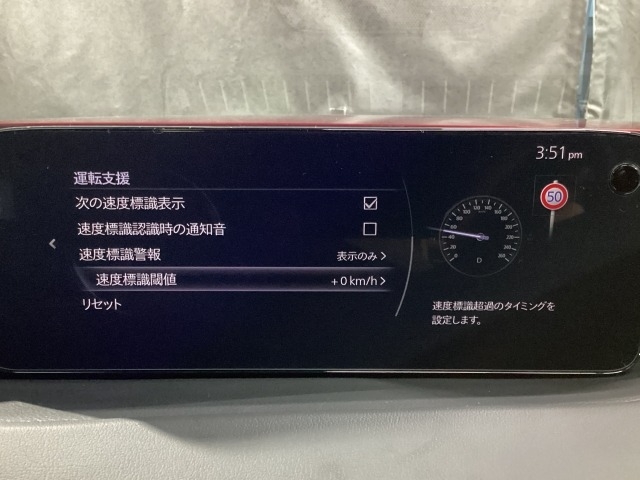 3:51 pm
運転支援
次の速度標識表示
速度標識認識時の通知音
速度標識警報 表示のみ
速度標識閾値 +0 km/h
リセット
50
D
速度標識超過のタイミングを
設定します。